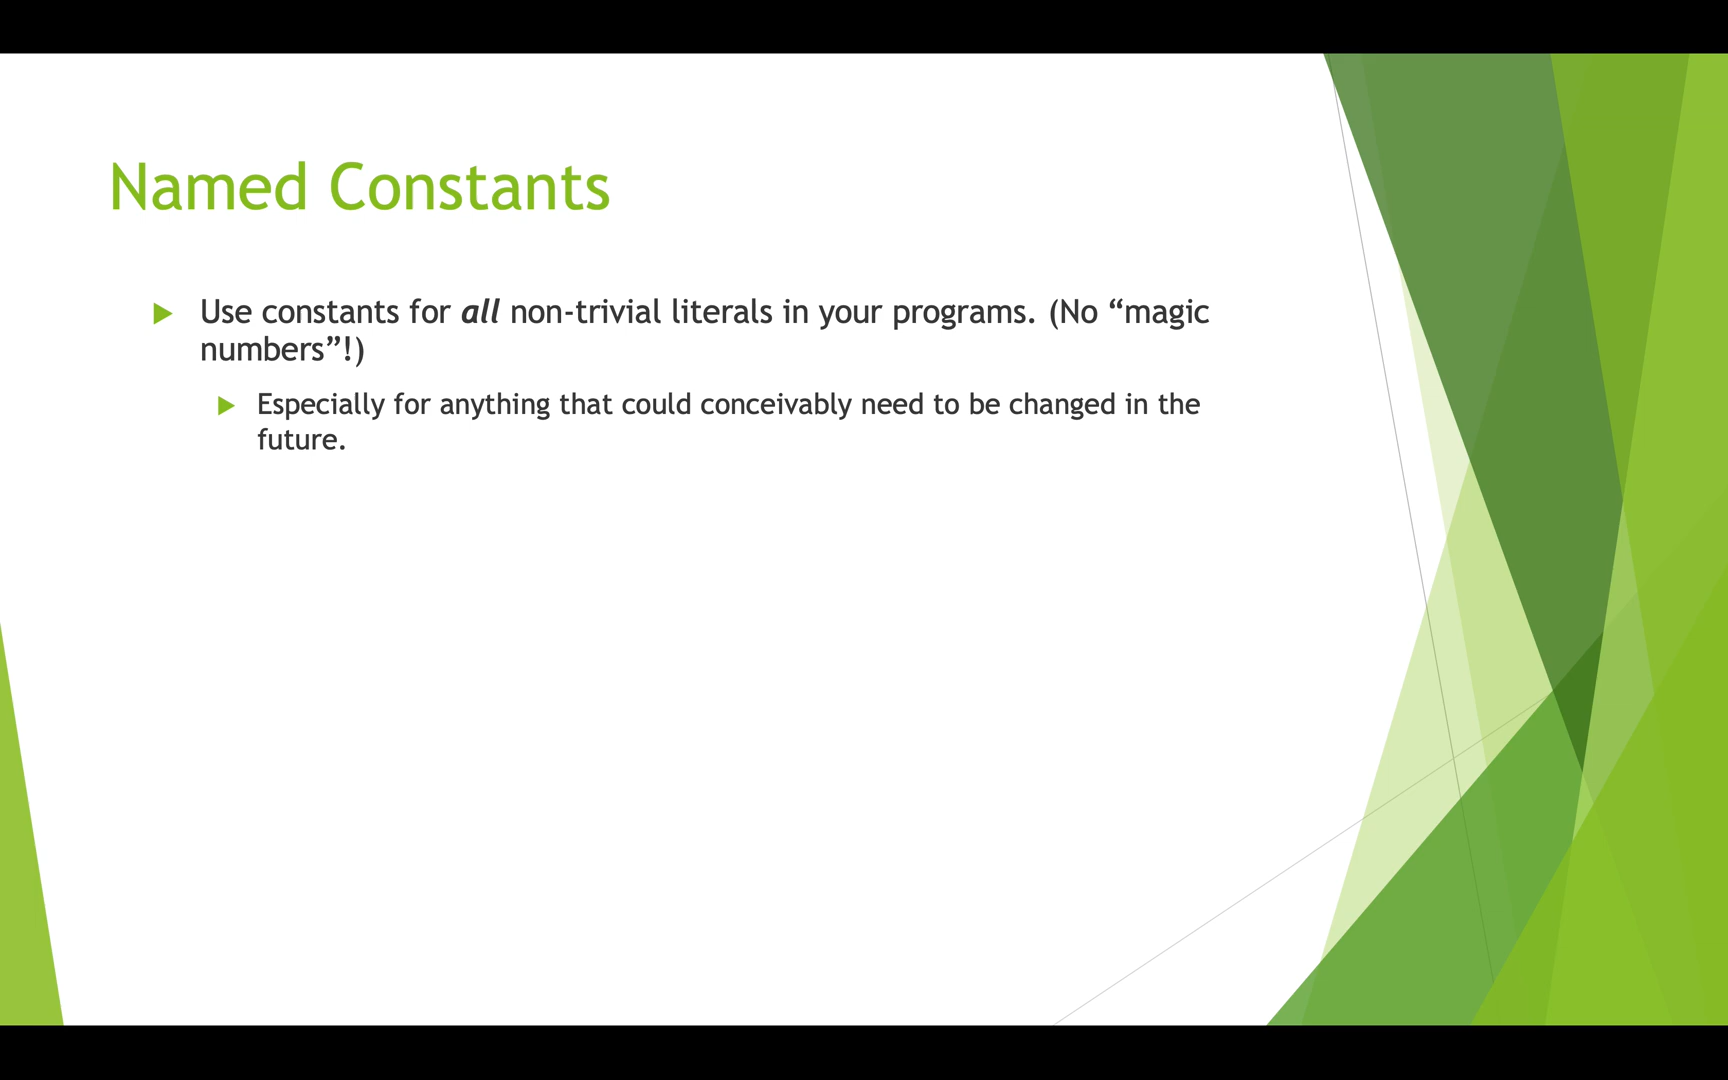 Named Constants
Use constants for all non-trivial literals in your programs. (No “magic
numbers”!)
Especially for anything that could conceivably need to be changed in the
future.